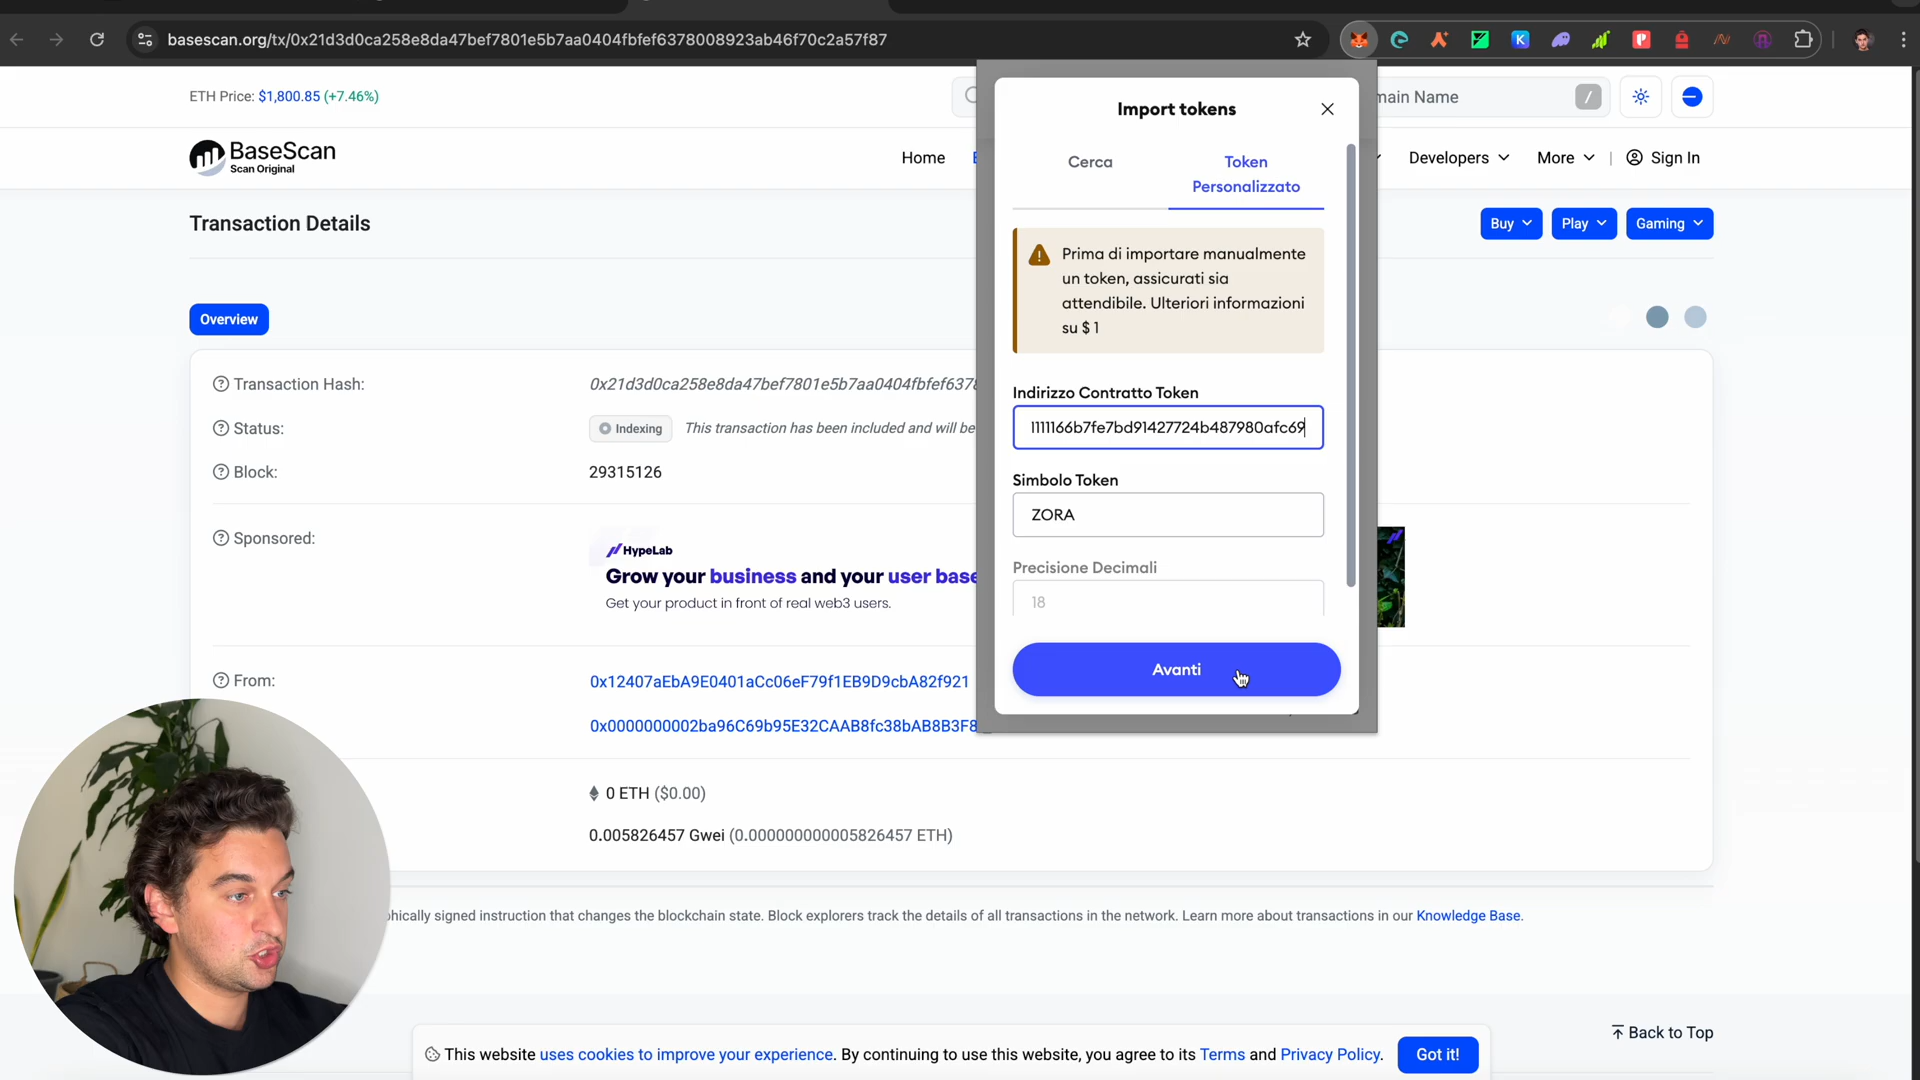 basescan.org/tx/0x21d3d0ca258e8da47bef7801e5b7aa0404fbfef6378008923ab46f70c2a57f87
ETH Price: $1,800.85 (+7.46%)
main Name
/
BaseScan
Scan Original
Home
Developers
More
Sign In
Transaction Details
Buy
Play
Gaming
Overview
Transaction Hash:
0x21d3d0ca258e8da47bef7801e5b7aa0404fbfef6378
Status:
Indexing
This transaction has been included and will be
Block:
29315126
Sponsored:
HypeLab
Grow your business and your user base
Get your product in front of real web3 users.
From:
0x12407aEbA9E0401aCc06eF79f1EB9D9cbA82f921
0x0000000002ba96C69b95E32CAAB8fc38bAB8B3F8
0 ETH ($0.00)
0.005826457 Gwei (0.000000000005826457 ETH)
Import tokens
Cerca
Token
Personalizzato
Prima di importare manualmente
un token, assicurati sia
attendibile. Ulteriori informazioni
su $ 1
Indirizzo Contratto Token
1111166b7fe7bd91427724b487980afc69
Simbolo Token
ZORA
Precisione Decimali
18
Avanti
phically signed instruction that changes the blockchain state. Block explorers track the details of all transactions in the network. Learn more about transactions in our Knowledge Base.
Back to Top
This website uses cookies to improve your experience. By continuing to use this website, you agree to its Terms and Privacy Policy.
Got it!